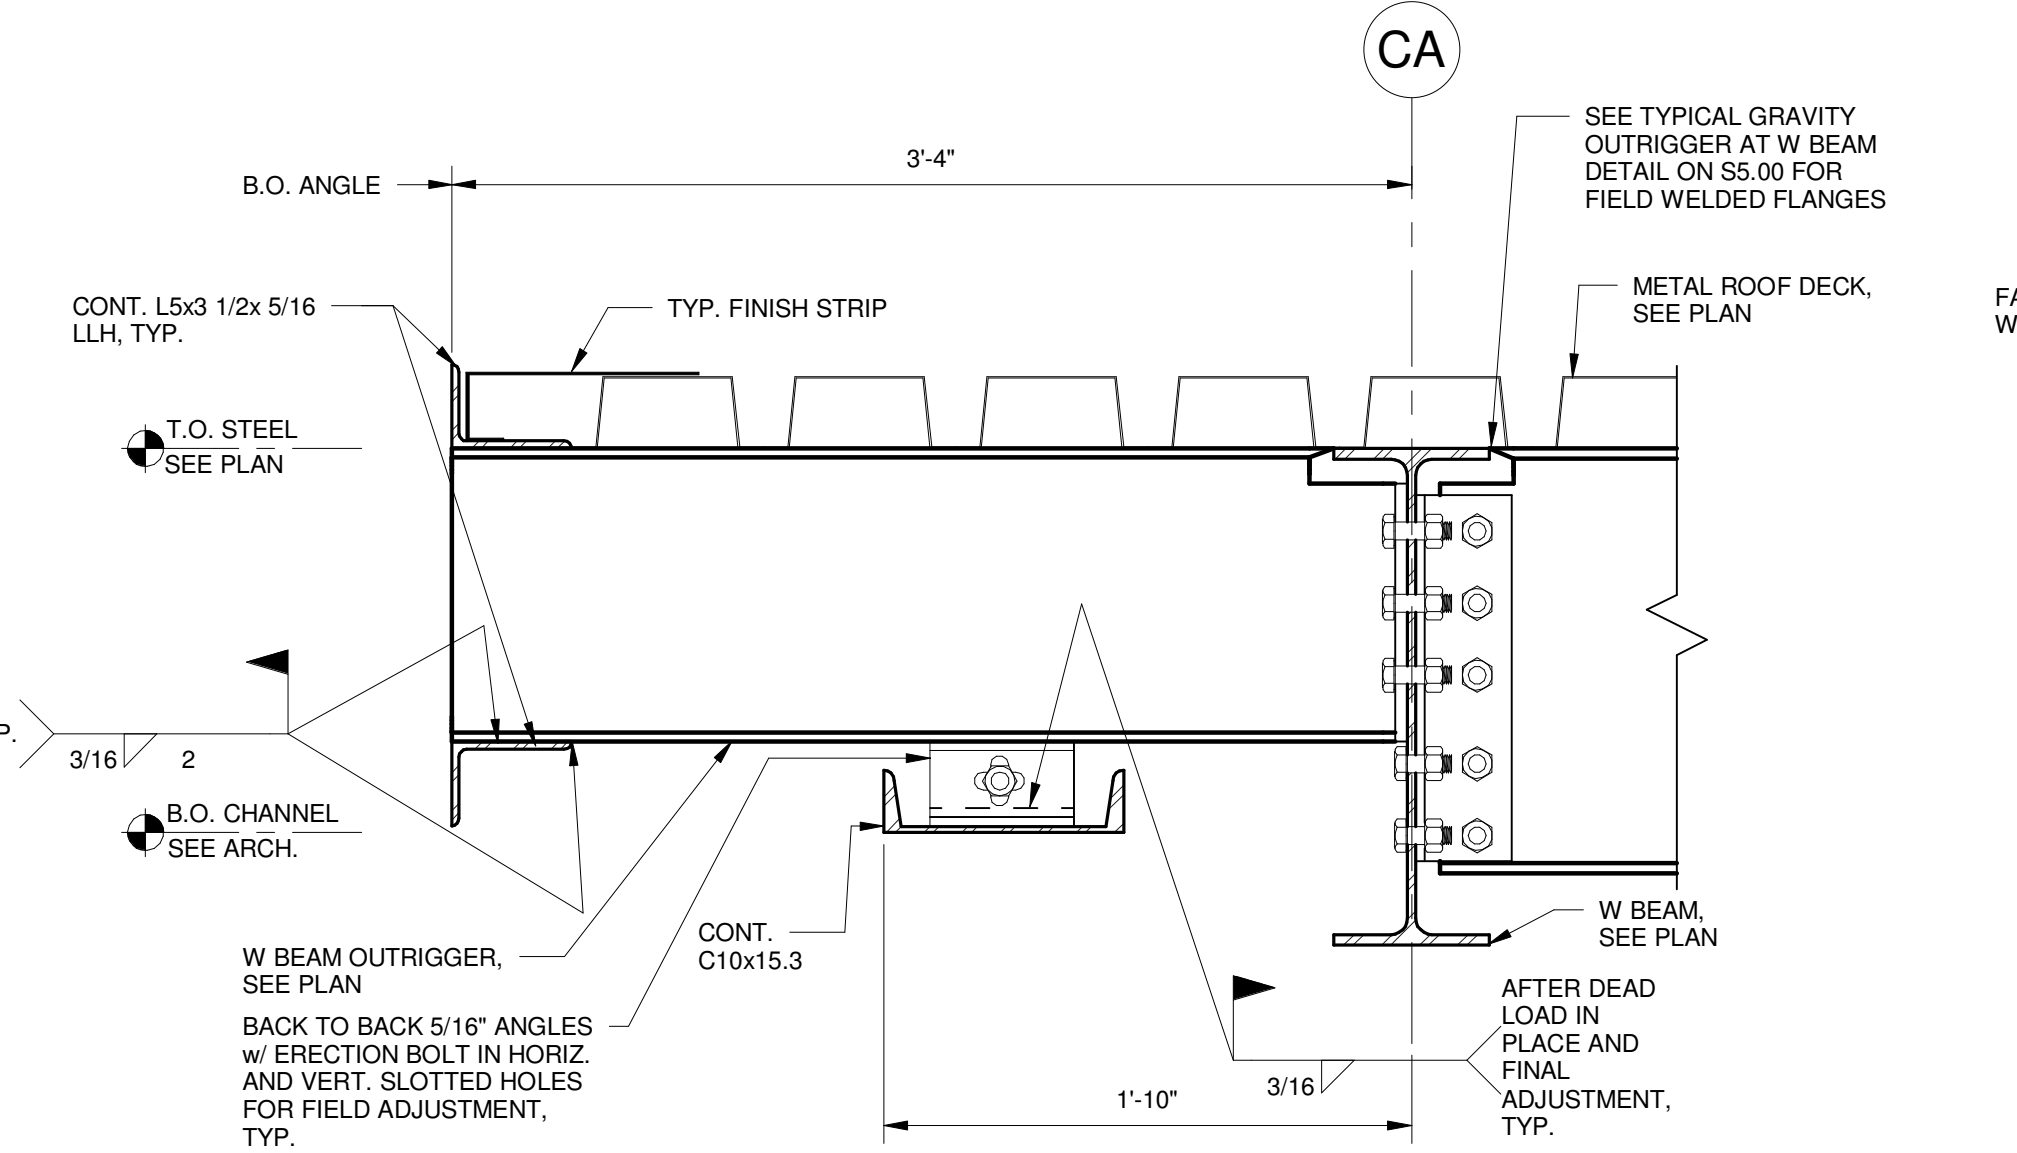 CA
SEE TYPICAL GRAVITY
OUTRIGGER AT W BEAM
DETAIL ON S5.00 FOR
FIELD WELDED FLANGES
3'-4"
B.O. ANGLE
CONT. L5x3 1/2x 5/16
LLH, TYP.
TYP. FINISH STRIP
METAL ROOF DECK,
SEE PLAN
FA
W
T.O. STEEL
SEE PLAN
P.
3/16
2
B.O. CHANNEL
SEE ARCH.
W BEAM OUTRIGGER,
SEE PLAN
CONT.
C10x15.3
W BEAM,
SEE PLAN
BACK TO BACK 5/16" ANGLES
w/ ERECTION BOLT IN HORIZ.
AND VERT. SLOTTED HOLES
FOR FIELD ADJUSTMENT,
TYP.
1'-10"
3/16
AFTER DEAD
LOAD IN
PLACE AND
FINAL
ADJUSTMENT,
TYP.